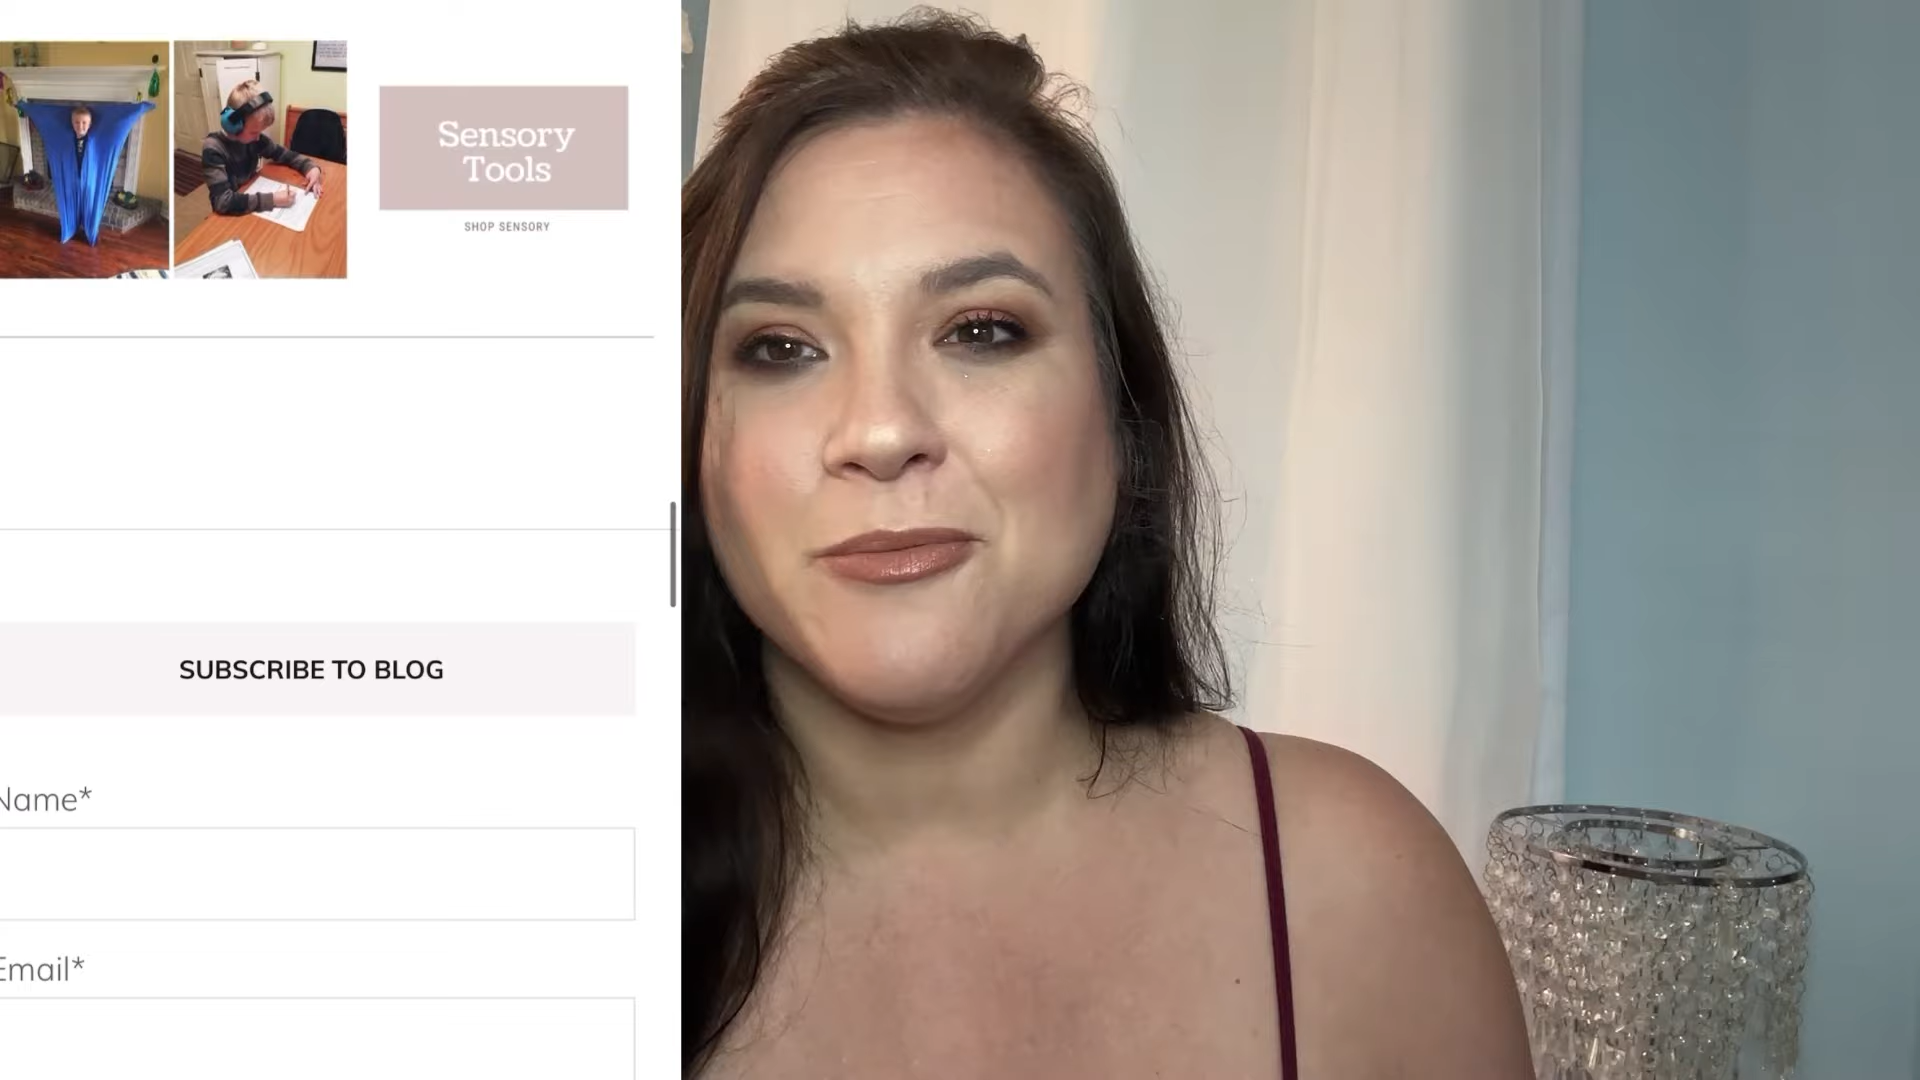 Sensory
Tools
SHOP SENSORY
SUBSCRIBE TO BLOG
Name*
Email*